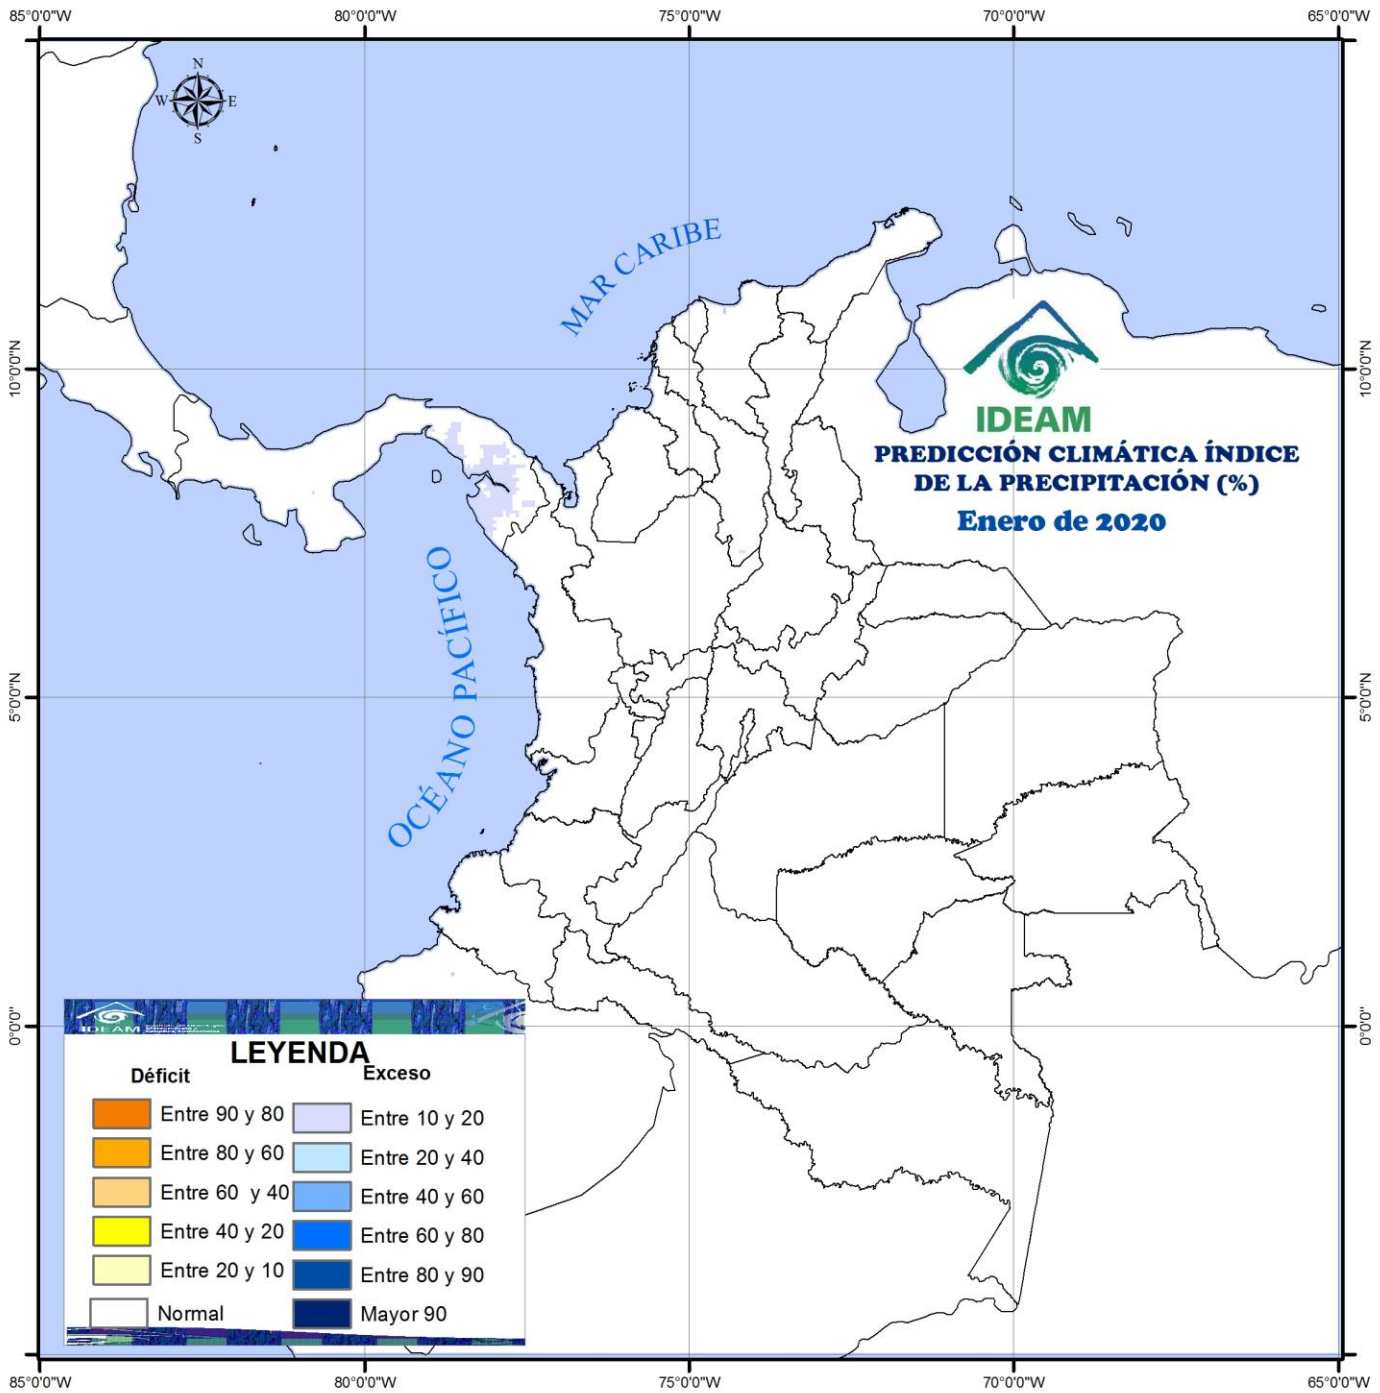 85°0'0"W
80°0'0"W
75°0'0"W
70°0'0"W
65°0'0"W
N
W
E
S
MAR CARIBE
10°0'0"N
10°0'0"N
IDEAM
PREDICCIÓN CLIMÁTICA ÍNDICE
DE LA PRECIPITACIÓN (%)
Enero de 2020
OCÉANO PACÍFICO
5°0'0"N
5°0'0"N
0°0'0"
0°0'0"
IDEAM
LEYENDA
Déficit
Exceso
Entre 90 y 80
Entre 10 y 20
Entre 80 y 60
Entre 20 y 40
Entre 60 y 40
Entre 40 y 60
Entre 40 y 20
Entre 60 y 80
Entre 20 y 10
Entre 80 y 90
Normal
Mayor 90
85°0'0"W
80°0'0"W
75°0'0"W
70°0'0"W
65°0'0"W